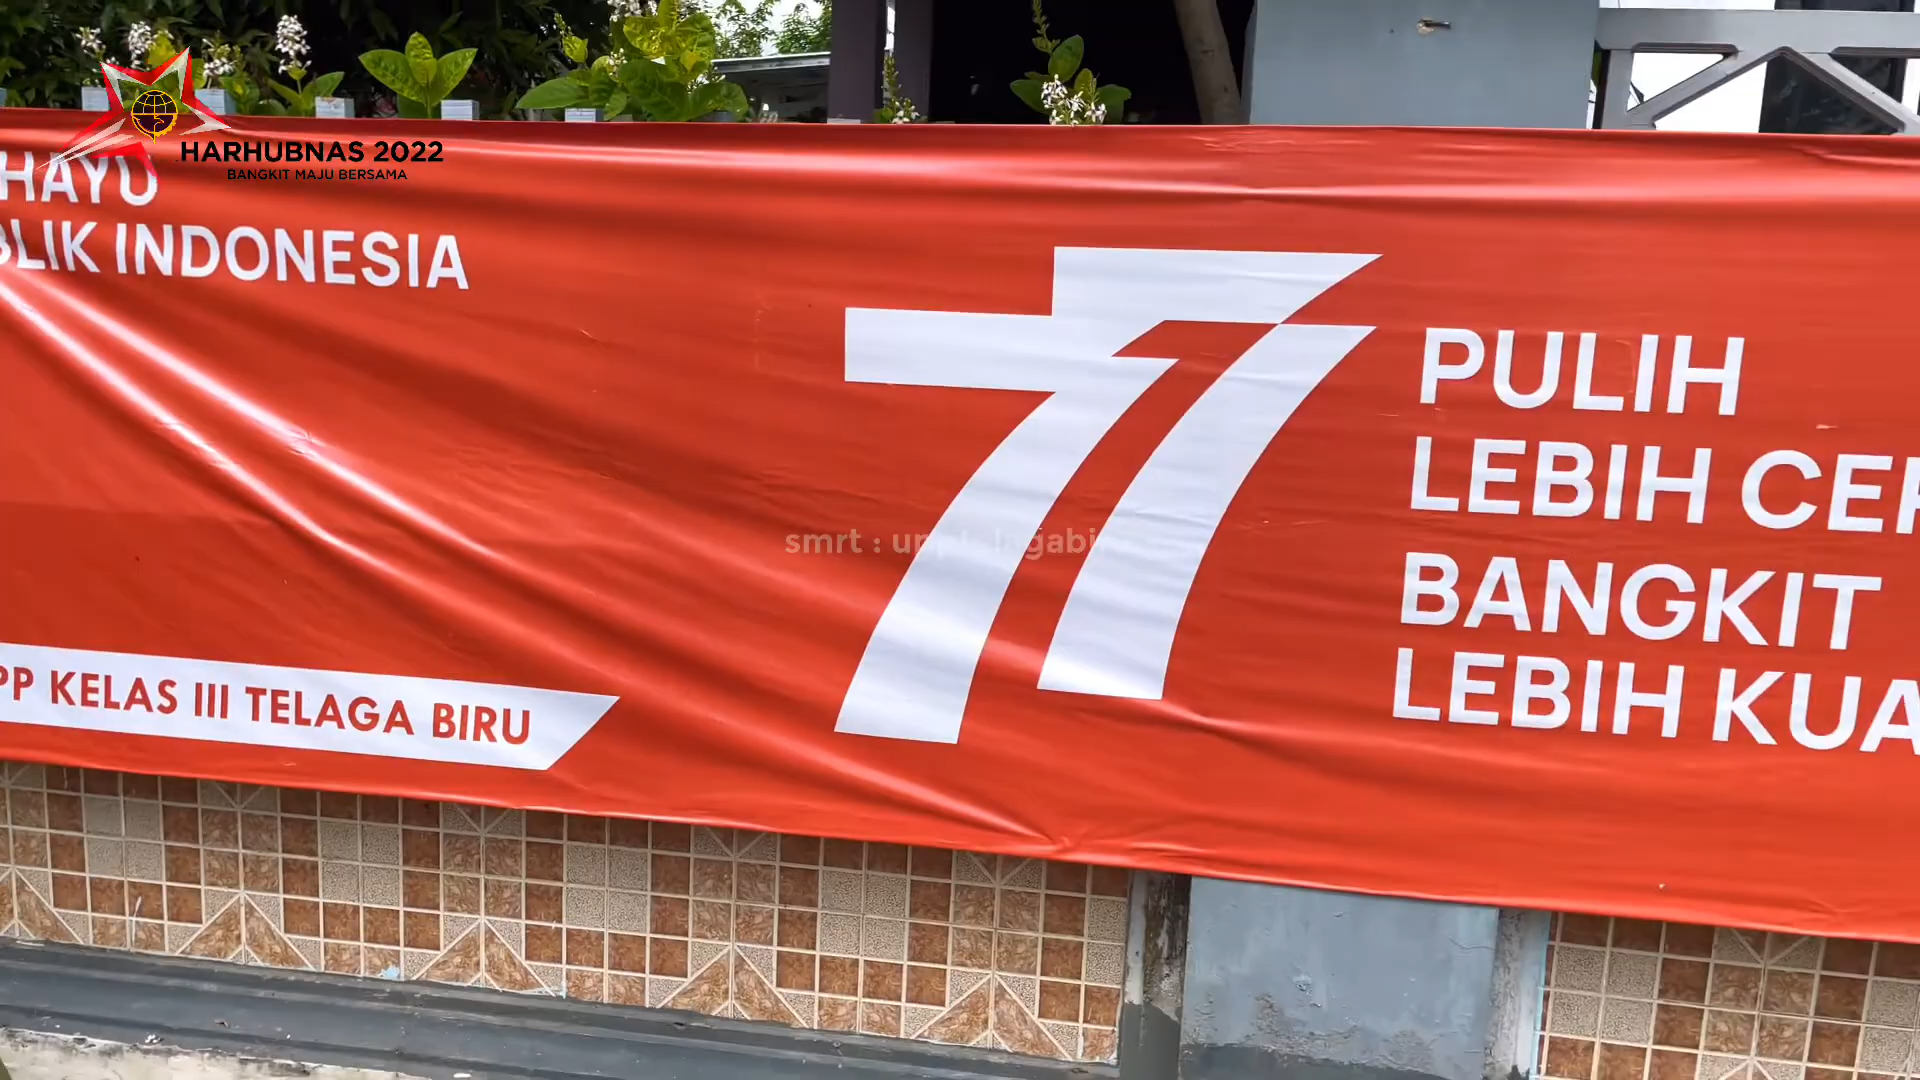 HARHUBNAS 2022
BANGKIT MAJU BERSAMA
HAYU
BLIK INDONESIA
77
PULIH
LEBIH CEP
BANGKIT
LEBIH KUA
PP KELAS III TELAGA BIRU
smrt :